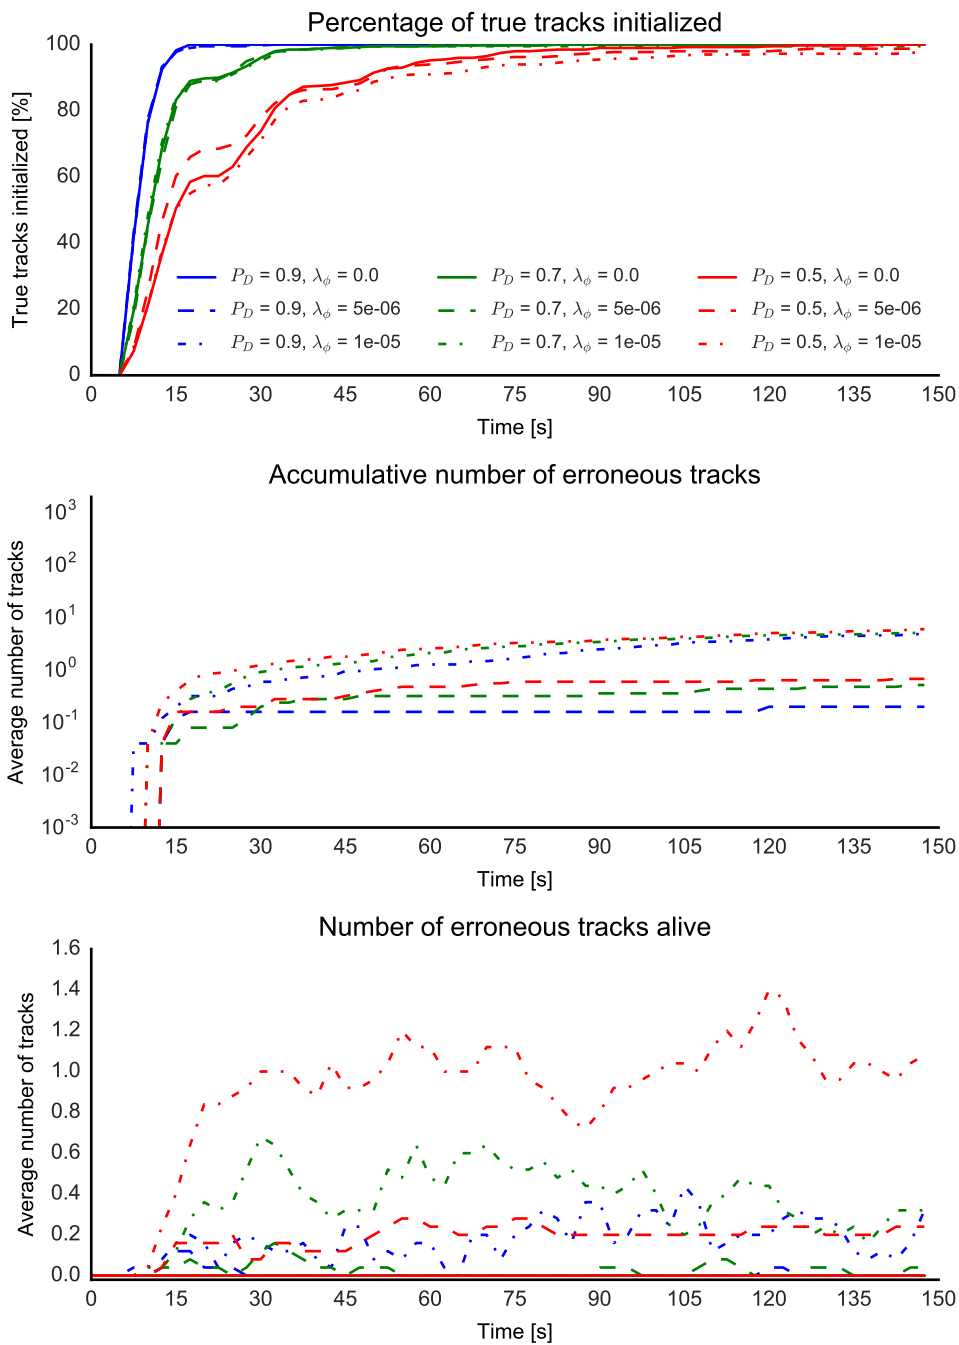 Percentage of true tracks initialized
True tracks initialized [%]
100
80
60
40
20
0
P_D = 0.9, λ_ϕ = 0.0
P_D = 0.7, λ_ϕ = 0.0
P_D = 0.5, λ_ϕ = 0.0
P_D = 0.9, λ_ϕ = 5e-06
P_D = 0.7, λ_ϕ = 5e-06
P_D = 0.5, λ_ϕ = 5e-06
P_D = 0.9, λ_ϕ = 1e-05
P_D = 0.7, λ_ϕ = 1e-05
P_D = 0.5, λ_ϕ = 1e-05
0 15 30 45 60 75 90 105 120 135 150
Time [s]
Accumulative number of erroneous tracks
Average number of tracks
10^3
10^2
10^1
10^0
10^-1
10^-2
10^-3
0 15 30 45 60 75 90 105 120 135 150
Time [s]
Number of erroneous tracks alive
Average number of tracks
1.6
1.4
1.2
1.0
0.8
0.6
0.4
0.2
0.0
0 15 30 45 60 75 90 105 120 135 150
Time [s]